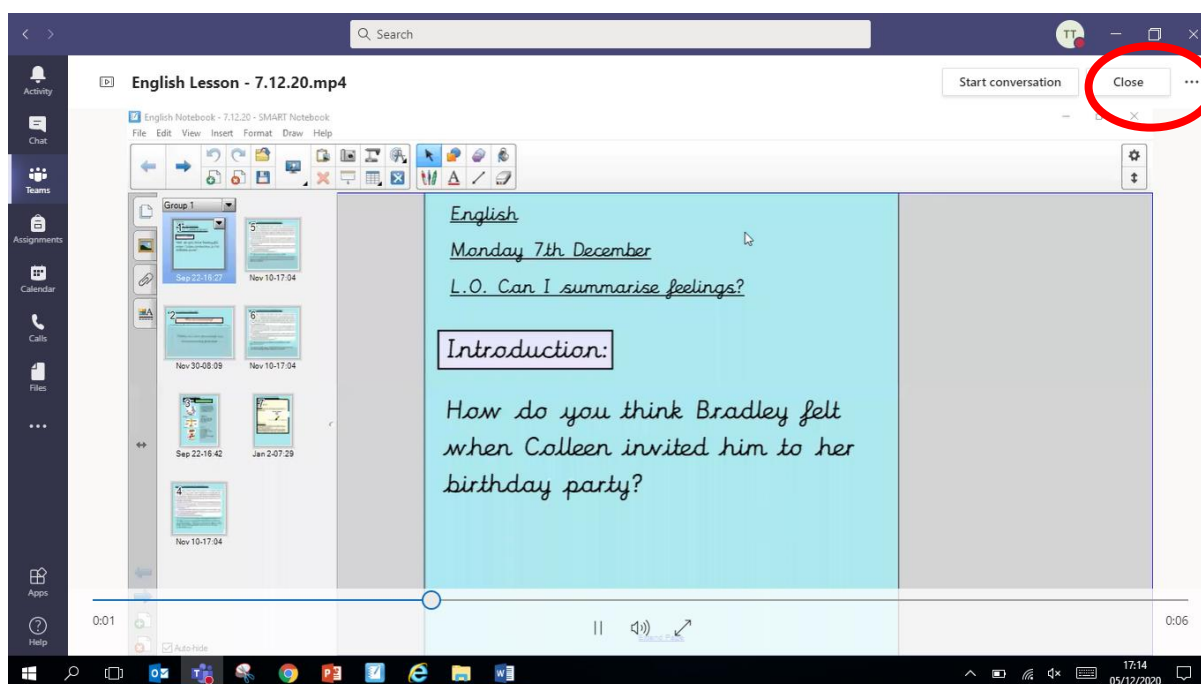 Search
TT
Activity
Chat
Teams
Assignments
Calendar
Calls
Files
Apps
Help
English Lesson - 7.12.20.mp4
Start conversation
Close
English Notebook - 7.12.20 - SMART Notebook
File Edit View Insert Format Draw Help
Group 1
Sep 22-16:27
Nov 10-17:04
Nov 30-08:09
Nov 10-17:04
Sep 22-16:42
Jan 2-07:29
Nov 10-17:04
Auto-hide
English
Monday 7th December
L.O. Can I summarise feelings?
Introduction:
How do you think Bradley felt
when Colleen invited him to her
birthday party?
0:01
0:06
17:14
05/12/2020